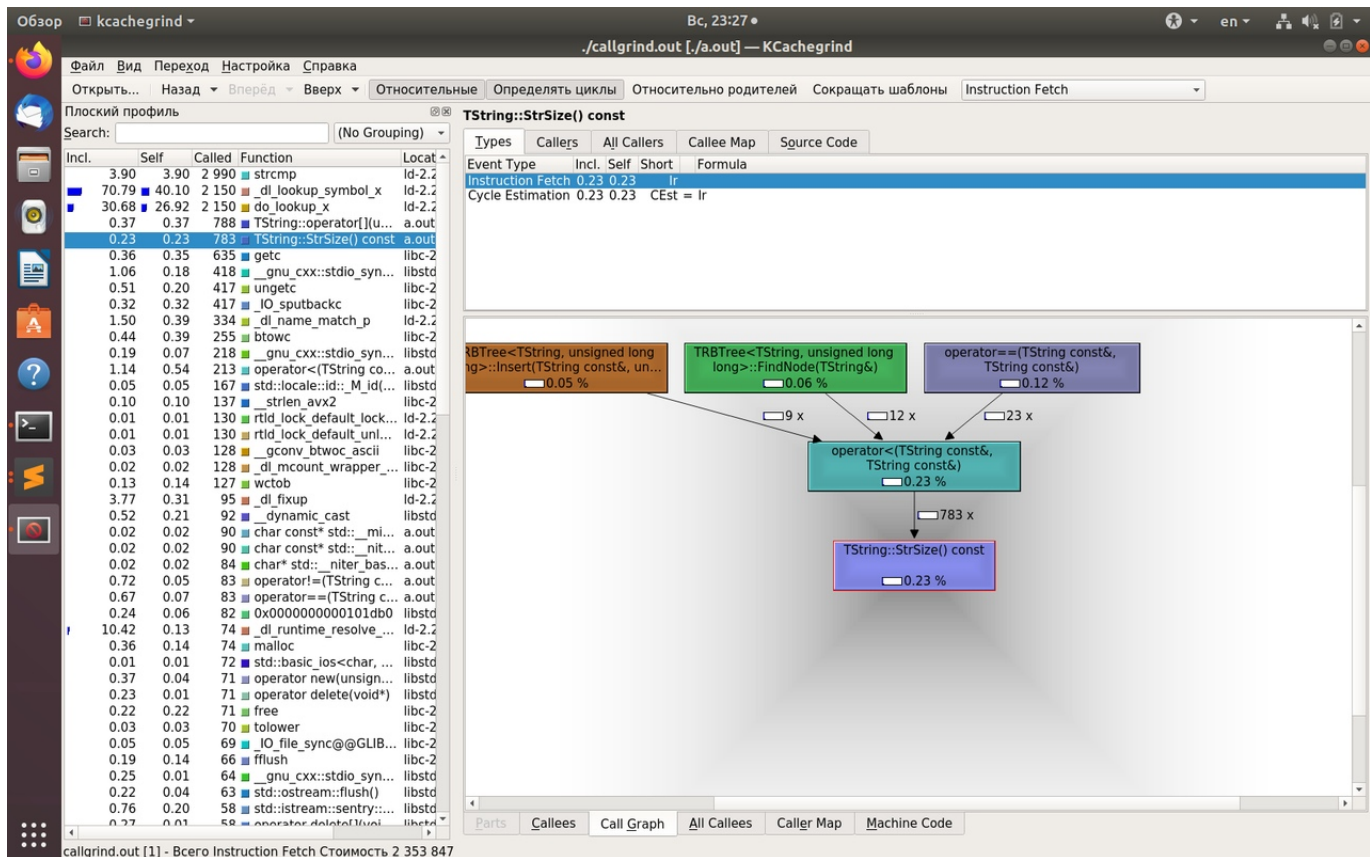 Обзор kcachegrind Вс, 23:27 en
./callgrind.out [./a.out] — KCachegrind
Файл Вид Переход Настройка Справка
Открыть... Назад Вперёд Вверх Относительные Определять циклы Относительно родителей Сокращать шаблоны Instruction Fetch
Плоский профиль
Search: (No Grouping)
Incl. Self Called Function Locat
3.90 3.90 2 990 strcmp ld-2.2
70.79 40.10 2 150 _dl_lookup_symbol_x ld-2.2
30.68 26.92 2 150 do_lookup_x ld-2.2
0.37 0.37 788 TString::operator[](u... a.out
0.23 0.23 783 TString::StrSize() const a.out
0.36 0.35 635 getc libc-2
1.06 0.18 418 __gnu_cxx::stdio_syn... libstd
0.51 0.20 417 ungetc libc-2
0.32 0.32 417 _IO_sputbackc libc-2
1.50 0.39 334 _dl_name_match_p ld-2.2
0.44 0.39 255 btowc libc-2
0.19 0.07 218 __gnu_cxx::stdio_syn... libstd
1.14 0.54 213 operator<(TString co... a.out
0.05 0.05 167 std::locale::id::_M_id(... libstd
0.10 0.10 137 __strlen_avx2 libc-2
0.01 0.01 130 rtld_lock_default_lock... ld-2.2
0.01 0.01 130 rtld_lock_default_unl... ld-2.2
0.03 0.03 128 __gconv_btwoc_ascii libc-2
0.02 0.02 128 _dl_mcount_wrapper_... libc-2
0.13 0.14 127 wctob libc-2
3.77 0.31 95 _dl_fixup ld-2.2
0.52 0.21 92 __dynamic_cast libstd
0.02 0.02 90 char const* std::__mi... a.out
0.02 0.02 90 char const* std::__nit... a.out
0.02 0.02 84 char* std::__niter_bas... a.out
0.72 0.05 83 operator!=(TString c... a.out
0.67 0.07 83 operator==(TString c... a.out
0.24 0.06 82 0x0000000000101db0 libstd
10.42 0.13 74 _dl_runtime_resolve_... ld-2.2
0.36 0.14 74 malloc libc-2
0.01 0.01 72 std::basic_ios<char, ... libstd
0.37 0.04 71 operator new(unsign... libstd
0.23 0.01 71 operator delete(void*) libstd
0.22 0.22 71 free libc-2
0.03 0.03 70 tolower libc-2
0.05 0.05 69 _IO_file_sync@@GLIB... libc-2
0.19 0.14 66 fflush libc-2
0.25 0.01 64 __gnu_cxx::stdio_syn... libstd
0.22 0.04 63 std::ostream::flush() libstd
0.76 0.20 58 std::istream::sentry::... libstd
0.27 0.01 58 operator delete[](voi... libstd
callgrind.out [1] - Всего Instruction Fetch Стоимость 2 353 847
TString::StrSize() const
Types Callers All Callers Callee Map Source Code
Event Type Incl. Self Short Formula
Instruction Fetch 0.23 0.23 Ir
Cycle Estimation 0.23 0.23 CEst = Ir
RBTree<TString, unsigned long
ng>::Insert(TString const&, un...
0.05 %
TRBTree<TString, unsigned long
long>::FindNode(TString&)
0.06 %
operator==(TString const&,
TString const&)
0.12 %
9 x
12 x
23 x
operator<(TString const&,
TString const&)
0.23 %
783 x
TString::StrSize() const
0.23 %
Parts Callees Call Graph All Callees Caller Map Machine Code